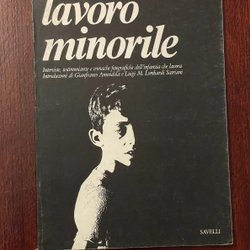 lavoro
minorile
Interviste, testimonianze e cronache fotografiche dell'infanzia che lavora
Introduzioni di Gianfranco Amendola e Luigi M. Lombardi Satriani
SAVELLI